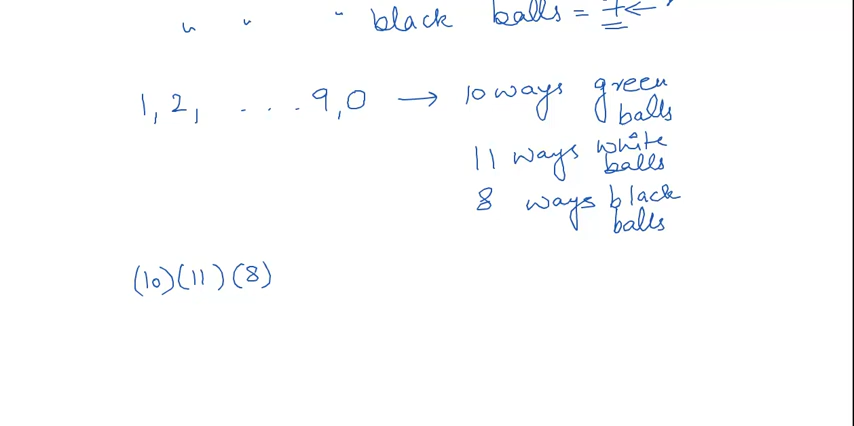 " " " black balls = 7 ←
1, 2, . . . . 9, 0 → 10 ways green balls
11 ways white balls
8 ways black balls
(10)(11)(8)